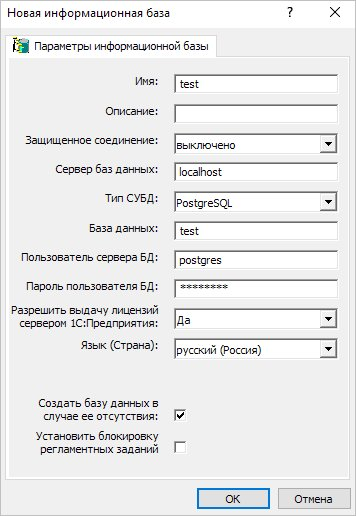 Новая информационная база
Параметры информационной базы
Имя: test
Описание:
Защищенное соединение: выключено
Сервер баз данных: localhost
Тип СУБД: PostgreSQL
База данных: test
Пользователь сервера БД: postgres
Пароль пользователя БД: ********
Разрешить выдачу лицензий
сервером 1С:Предприятия: Да
Язык (Страна): русский (Россия)
Создать базу данных в
случае ее отсутствия:
Установить блокировку
регламентных заданий
OK Отмена